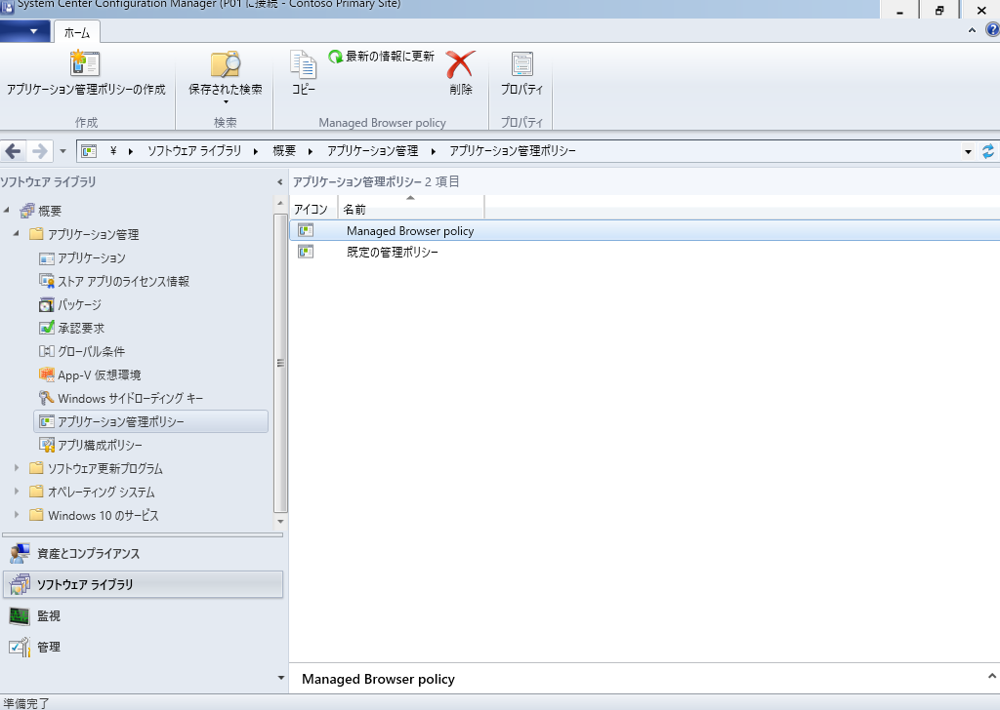 System Center Configuration Manager (P01 に接続 - Contoso Primary Site)
ホーム
アプリケーション管理ポリシーの作成
保存された検索
コピー
最新の情報に更新
削除
プロパティ
作成
検索
Managed Browser policy
プロパティ
¥ ソフトウェア ライブラリ 概要 アプリケーション管理 アプリケーション管理ポリシー
ソフトウェア ライブラリ
概要
アプリケーション管理
アプリケーション
ストア アプリのライセンス情報
パッケージ
承認要求
グローバル条件
App-V 仮想環境
Windows サイドローディング キー
アプリケーション管理ポリシー
アプリ構成ポリシー
ソフトウェア更新プログラム
オペレーティング システム
Windows 10 のサービス
資産とコンプライアンス
ソフトウェア ライブラリ
監視
管理
アプリケーション管理ポリシー 2 項目
アイコン 名前
Managed Browser policy
既定の管理ポリシー
Managed Browser policy
準備完了